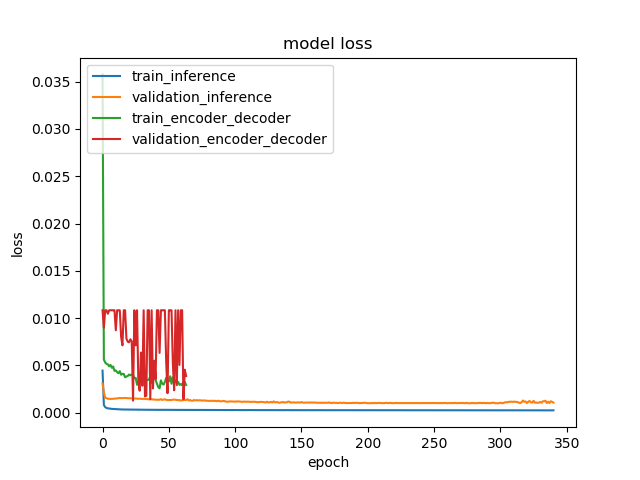 model loss
train_inference
validation_inference
train_encoder_decoder
validation_encoder_decoder
0.035
0.030
0.025
0.020
0.015
0.010
0.005
0.000
loss
0 50 100 150 200 250 300 350
epoch